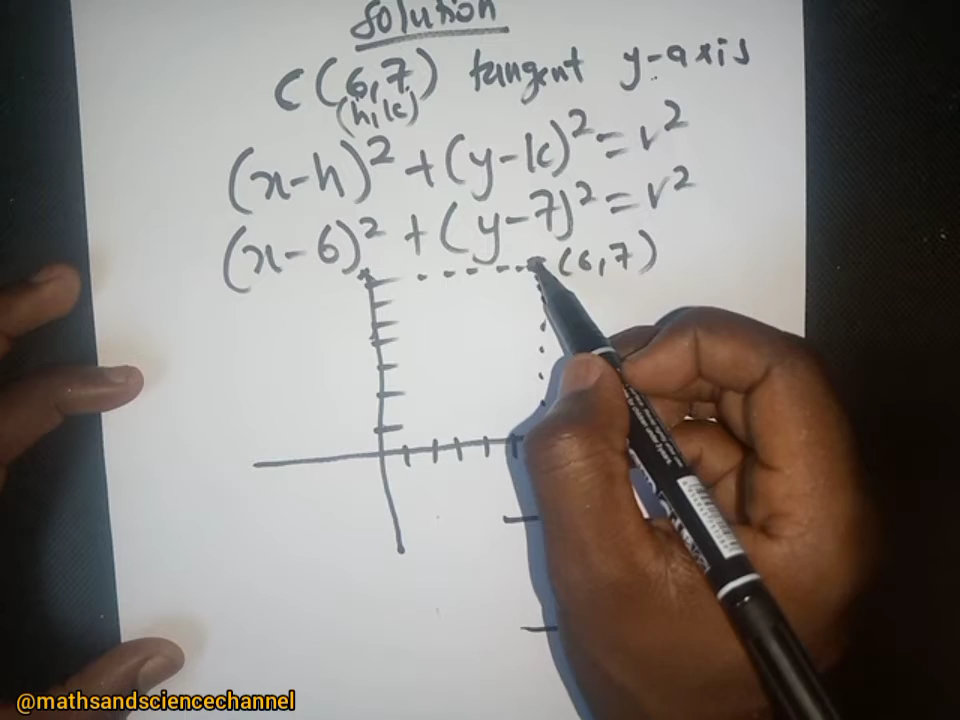 Solution
C(6,7) tangent y-axis
(h,k)
(x-h)² + (y-k)² = r²
(x-6)² + (y-7)² = r²
(6,7)
@mathsandsciencechannel